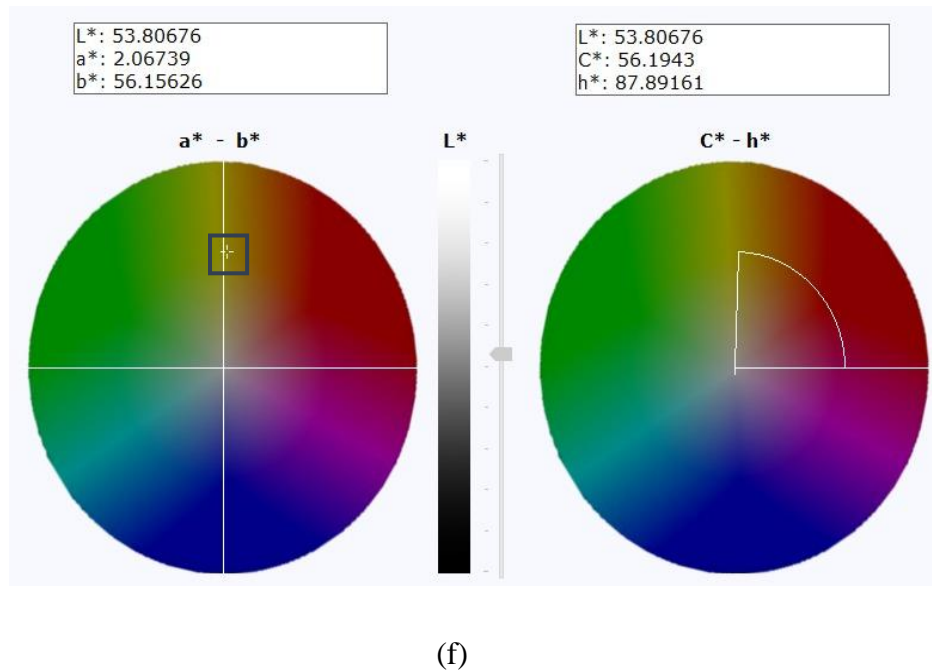 L*: 53.80676
a*: 2.06739
b*: 56.15626
L*: 53.80676
C*: 56.1943
h*: 87.89161
a* - b*
L*
C* - h*
(f)